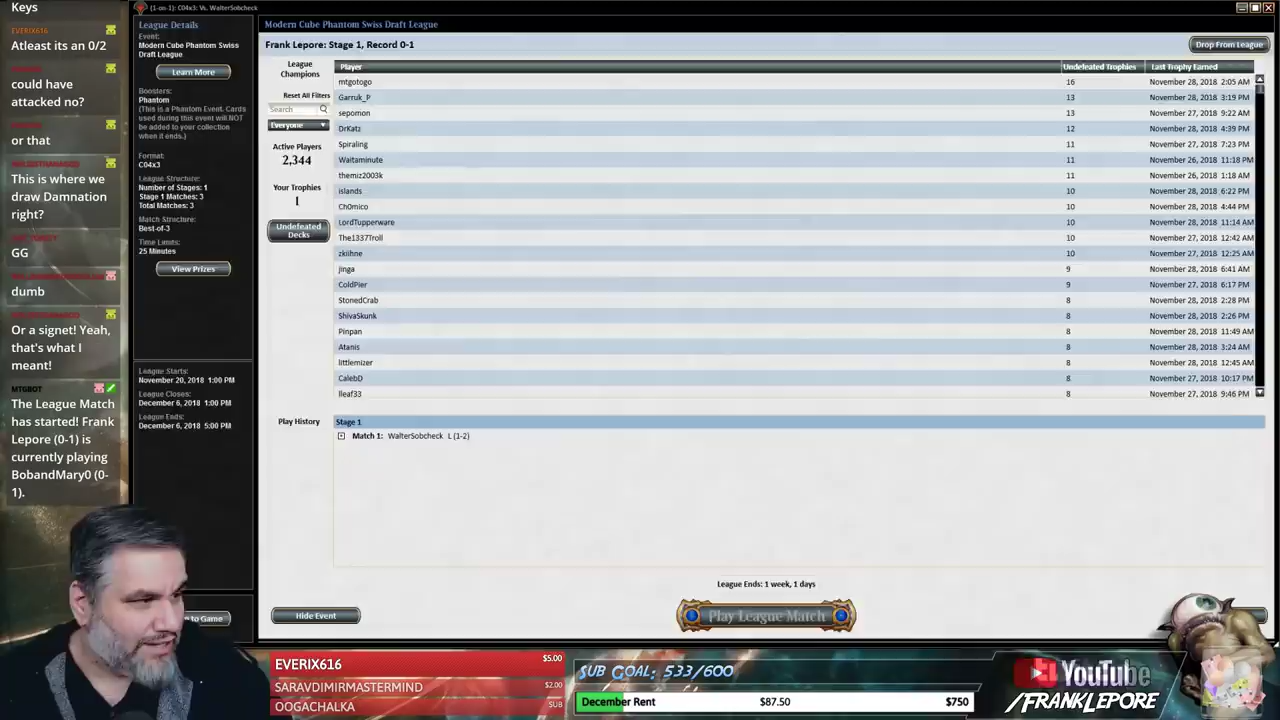 Keys
EVERIX616
Atleast its an 0/2
could have
attacked no?
or that
This is where we
draw Damnation
right?
GG
dumb
Or a signet! Yeah,
that's what I
meant!
MTGBOT
The League Match
has started! Frank
Lepore (0-1) is
currently playing
BobandMary0 (0-
1).
(1-on-1): C04x3: Vs. WalterSobcheck
League Details
Event:
Modern Cube Phantom Swiss
Draft League
Learn More
Boosters:
Phantom
(This is a Phantom Event. Cards
used during this event will NOT
be added to your collection
when it ends.)
Format:
C04x3
League Structure:
Number of Stages: 1
Stage 1 Matches: 3
Total Matches: 3
Match Structure:
Best-of-3
Time Limits:
25 Minutes
View Prizes
League Starts:
November 20, 2018 1:00 PM
League Closes:
December 6, 2018 1:00 PM
League Ends:
December 6, 2018 5:00 PM
to Game
Modern Cube Phantom Swiss Draft League
Frank Lepore: Stage 1, Record 0-1
Drop From League
League
Champions
Reset All Filters
Search
Everyone
Active Players
2,344
Your Trophies
1
Undefeated
Decks
Player Undefeated Trophies Last Trophy Earned
mtgotogo 16 November 28, 2018 2:05 AM
Garruk_P 13 November 28, 2018 3:19 PM
sepomon 13 November 27, 2018 9:22 AM
DrKatz 12 November 28, 2018 4:39 PM
Spiraling 11 November 27, 2018 7:23 PM
Waitaminute 11 November 26, 2018 11:18 PM
themiz2003k 11 November 26, 2018 1:18 AM
islands 10 November 28, 2018 6:22 PM
Ch0mico 10 November 28, 2018 4:44 PM
LordTupperware 10 November 28, 2018 11:14 AM
The1337Troll 10 November 27, 2018 12:42 AM
zkiihne 10 November 27, 2018 12:25 AM
jinga 9 November 28, 2018 6:41 AM
ColdPier 9 November 27, 2018 6:17 PM
StonedCrab 8 November 28, 2018 2:28 PM
ShivaSkunk 8 November 28, 2018 2:26 PM
Pinpan 8 November 28, 2018 11:49 AM
Atanis 8 November 28, 2018 3:24 AM
littlemizer 8 November 28, 2018 12:45 AM
CalebD 8 November 27, 2018 10:17 PM
lleaf33 8 November 27, 2018 9:46 PM
Play History
Stage 1
Match 1: WalterSobcheck L (1-2)
League Ends: 1 week, 1 days
Hide Event
Play League Match
EVERIX616 $5.00
SARAVDIMIRMASTERMIND $2.00
OOGACHALKA SUB
SUB GOAL: 533/600
December Rent $87.50 $750
YouTube
/FRANKLEPORE